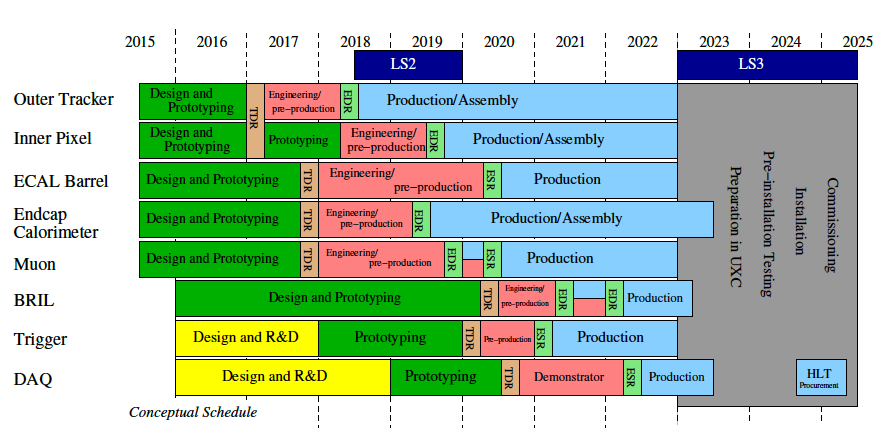 2015 2016 2017 2018 2019 2020 2021 2022 2023 2024 2025
LS2 LS3
Outer Tracker
Design and
Prototyping
TDR
Engineering/
pre-production
EDR
Production/Assembly
Inner Pixel
Design and
Prototyping
Prototyping
Engineering/
pre-production
EDR
Production/Assembly
ECAL Barrel
Design and Prototyping
TDR
Engineering/
pre-production
ESR
Production
Endcap
Calorimeter
Design and Prototyping
TDR
Engineering/
pre-production
EDR
Production/Assembly
Muon
Design and Prototyping
TDR
Engineering/
pre-production
EDR
ESR
Production
BRIL
Design and Prototyping
TDR
Engineering/
pre-production
EDR
EDR
Production
Trigger
Design and R&D
Prototyping
TDR
Pre-production
ESR
Production
DAQ
Design and R&D
Prototyping
TDR
Demonstrator
ESR
Production
Preparation in UXC
Pre-installation Testing
Installation
Commissioning
HLT
Procurement
Conceptual Schedule